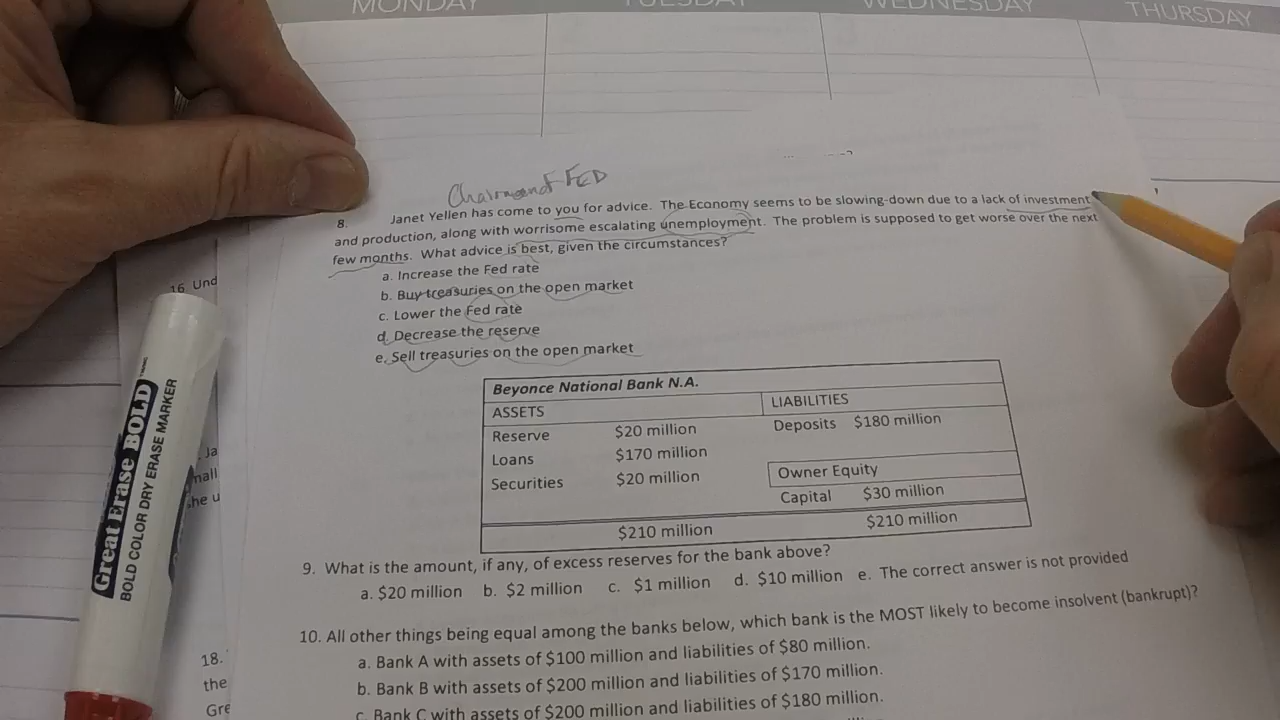 MONDAY
TUESDAY
WEDNESDAY
THURSDAY
Chairman of FED
8. Janet Yellen has come to you for advice. The Economy seems to be slowing-down due to a lack of investment
and production, along with worrisome escalating unemployment. The problem is supposed to get worse over the next
few months. What advice is best, given the circumstances?
a. Increase the Fed rate
b. Buy treasuries on the open market
c. Lower the Fed rate
d. Decrease the reserve
e. Sell treasuries on the open market
Beyonce National Bank N.A.
ASSETS LIABILITIES
Reserve $20 million Deposits $180 million
Loans $170 million
Securities $20 million Owner Equity
Capital $30 million
$210 million $210 million
9. What is the amount, if any, of excess reserves for the bank above?
a. $20 million b. $2 million c. $1 million d. $10 million e. The correct answer is not provided
10. All other things being equal among the banks below, which bank is the MOST likely to become insolvent (bankrupt)?
a. Bank A with assets of $100 million and liabilities of $80 million.
b. Bank B with assets of $200 million and liabilities of $170 million.
c. Bank C with assets of $200 million and liabilities of $180 million.
16. Und
Ja
mall
she u
18.
the
Gre
Great Erase BOLD
BOLD COLOR DRY ERASE MARKER